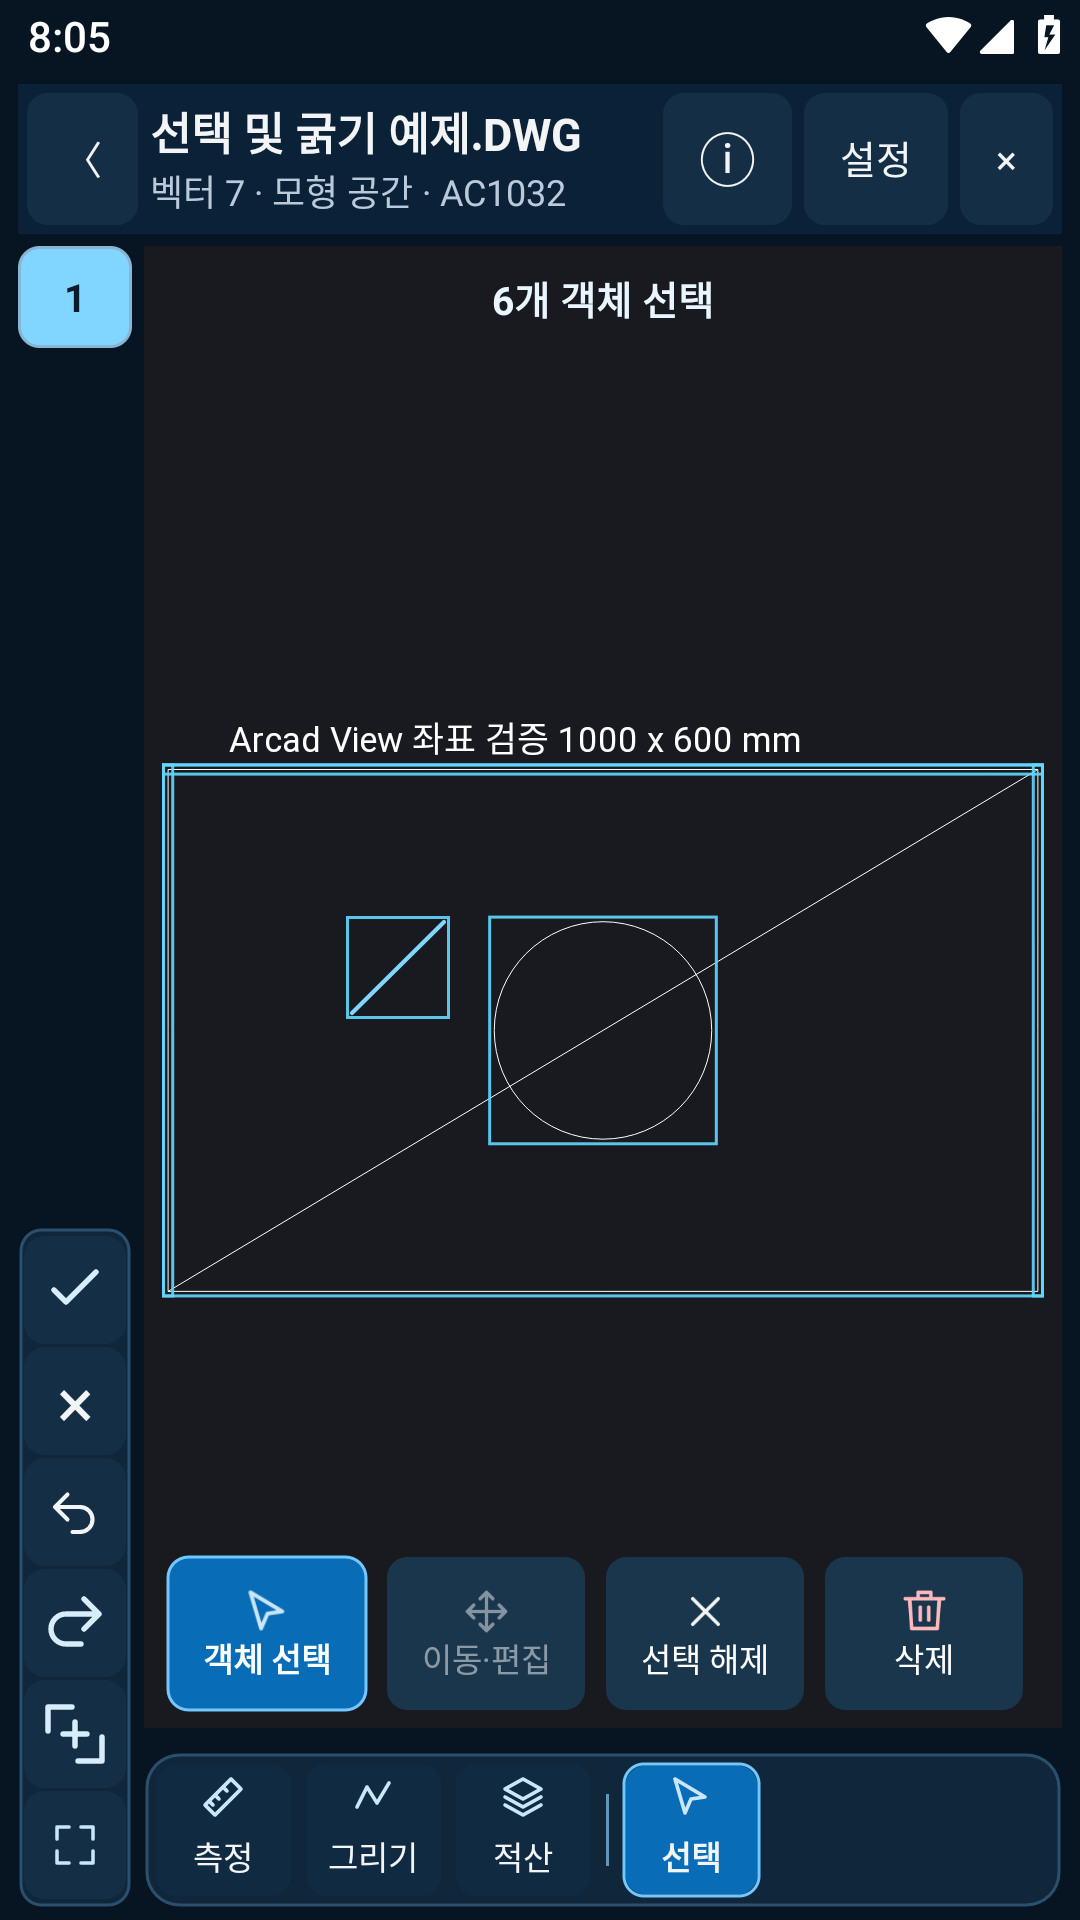 8:05
선택 및 굵기 예제.DWG
벡터 7 · 모형 공간 · AC1032
설정
1
6개 객체 선택
Arcad View 좌표 검증 1000 x 600 mm
객체 선택
이동·편집
선택 해제
삭제
측정
그리기
적산
선택